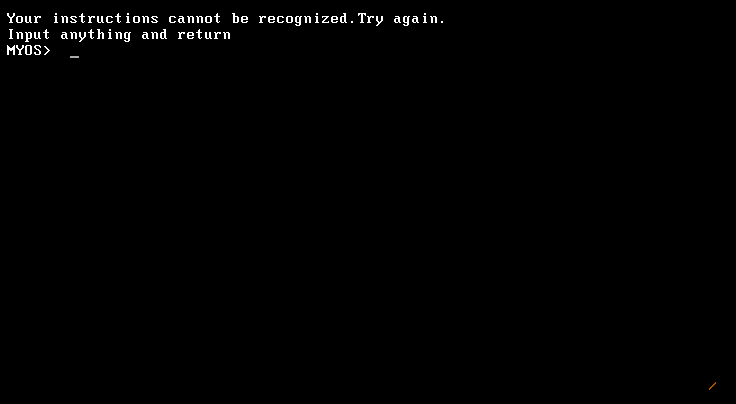 Your instructions cannot be recognized.Try again.
Input anything and return
MYOS>  _
/